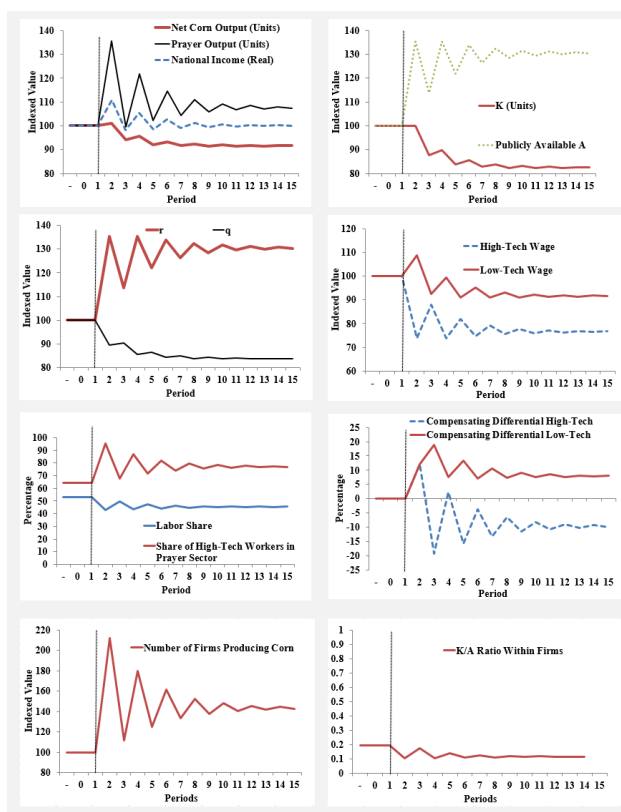 Net Corn Output (Units)
Prayer Output (Units)
National Income (Real)
Indexed Value
140
130
120
110
100
90
80
- 0 1 2 3 4 5 6 7 8 9 10 11 12 13 14 15
Period
K (Units)
Publicly Available A
Indexed Value
140
130
120
110
100
90
80
- 0 1 2 3 4 5 6 7 8 9 10 11 12 13 14 15
Period
r
q
Indexed Value
140
130
120
110
100
90
80
- 0 1 2 3 4 5 6 7 8 9 10 11 12 13 14 15
Period
High-Tech Wage
Low-Tech Wage
Indexed Value
120
110
100
90
80
70
60
- 0 1 2 3 4 5 6 7 8 9 10 11 12 13 14 15
Period
Labor Share
Share of High-Tech Workers in
Prayer Sector
Percentage
100
90
80
70
60
50
40
30
20
10
0
- 0 1 2 3 4 5 6 7 8 9 10 11 12 13 14 15
Period
Compensating Differential High-Tech
Compensating Differential Low-Tech
Percentage
25
20
15
10
5
0
-5
-10
-15
-20
-25
- 0 1 2 3 4 5 6 7 8 9 10 11 12 13 14 15
Period
Number of Firms Producing Corn
Indexed Value
220
200
180
160
140
120
100
80
- 0 1 2 3 4 5 6 7 8 9 10 11 12 13 14 15
Periods
K/A Ratio Within Firms
1
0.9
0.8
0.7
0.6
0.5
0.4
0.3
0.2
0.1
0
- 0 1 2 3 4 5 6 7 8 9 10 11 12 13 14 15
Periods